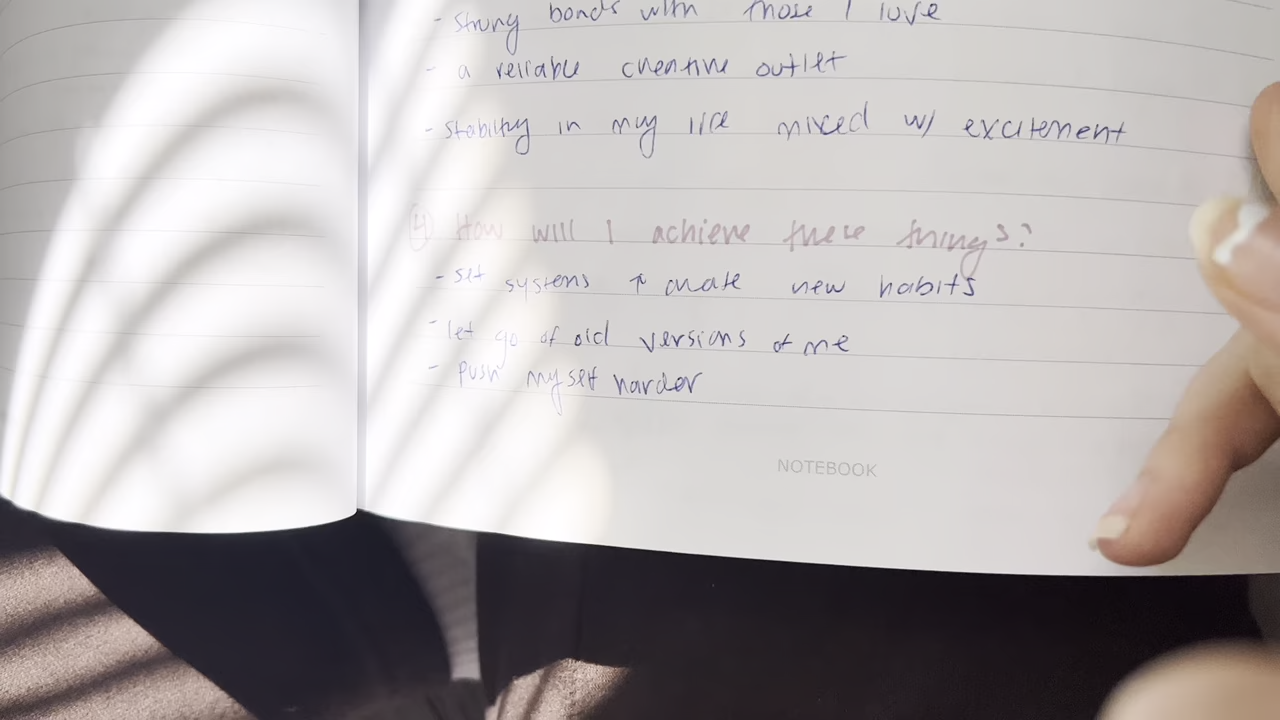 - Strong bonds with those I love
- a reliable creative outlet
- Stability in my life mixed w/ excitement
④ How will I achieve these things?
- set systems + create new habits
- let go of old versions of me
- push myself harder
NOTEBOOK